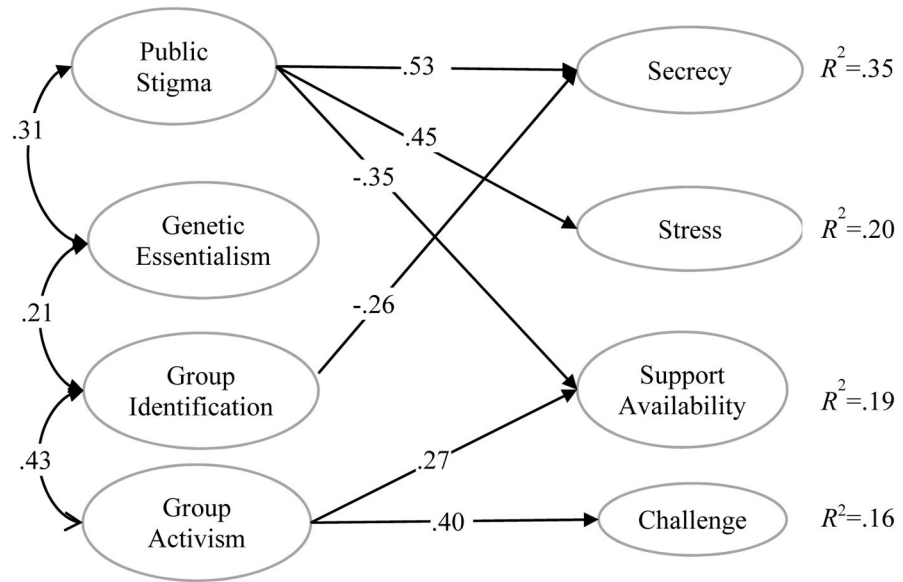 Public
Stigma
.53
Secrecy
R²=.35
.31
.45
-.35
Genetic
Essentialism
Stress
R²=.20
.21
-.26
Group
Identification
Support
Availability
R²=.19
.43
.27
Group
Activism
.40
Challenge
R²=.16